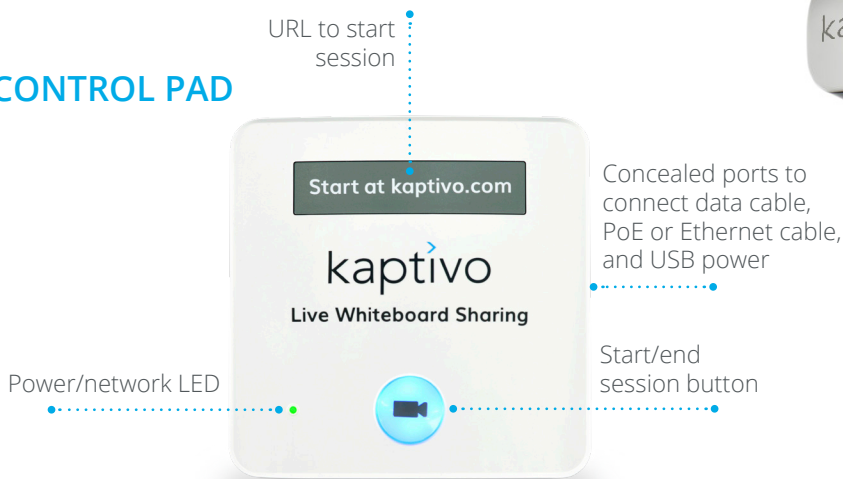 URL to start
session
CONTROL PAD
Start at kaptivo.com
kaptivo
Live Whiteboard Sharing
Concealed ports to
connect data cable,
PoE or Ethernet cable,
and USB power
Power/network LED
Start/end
session button